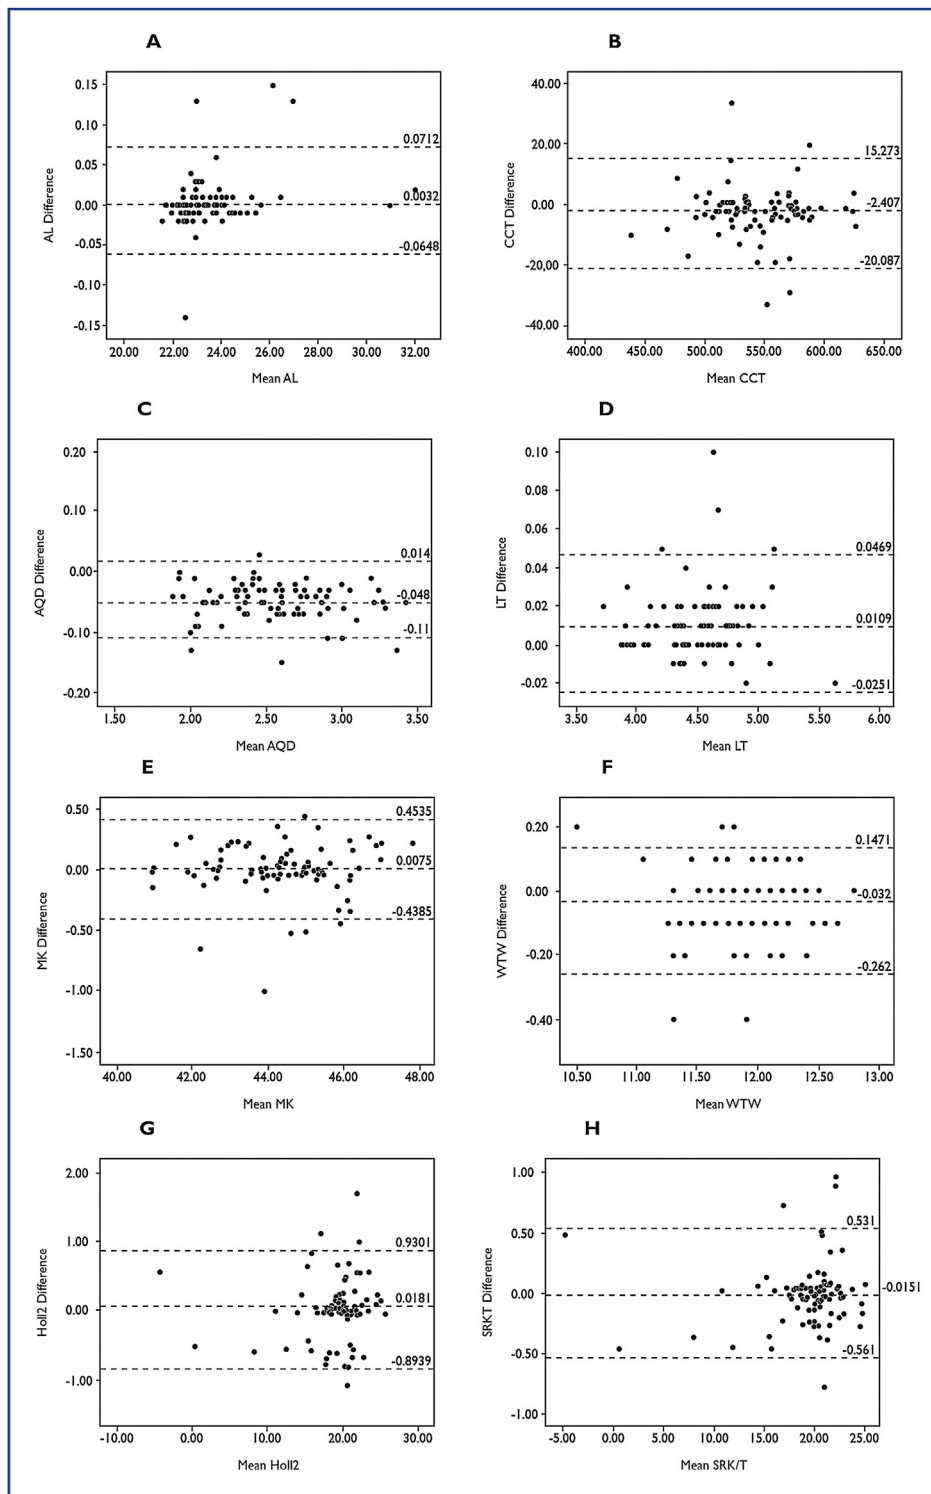 A
0.15
0.10
0.05
0.00
-0.05
-0.10
-0.15
AL Difference
0.0712
0.0032
-0.0648
20.00 22.00 24.00 26.00 28.00 30.00 32.00
Mean AL
B
40.00
20.00
0.00
-20,00
-40.00
CCT Difference
15.273
-2.407
-20.087
400.00 450.00 500.00 550.00 600.00 650.00
Mean CCT
C
0.20
0.10
0.00
-0.10
-0.20
AQD Difference
0.014
-0.048
-0.11
1.50 2.00 2.50 3.00 3.50
Mean AQD
D
0.10
0.08
0.06
0.04
0.02
0.00
-0.02
LT Difference
0.0469
0.0109
-0.0251
3.50 4.00 4.50 5.00 5.50 6.00
Mean LT
E
0.50
0.00
-0.50
-1.00
-1.50
MK Difference
0.4535
0.0075
-0.4385
40.00 42.00 44.00 46.00 48.00
Mean MK
F
0.20
0.00
-0.20
-0.40
WTW Difference
0.1471
-0.032
-0.262
10.50 11.00 11.50 12.00 12.50 13.00
Mean WTW
G
2.00
1.00
0.00
-1.00
Holl2 Difference
0.9301
0.0181
-0.8939
-10.00 0.00 10.00 20.00 30.00
Mean Holl2
H
1.00
0.50
0.00
-0.50
-1.00
SRKT Difference
0.531
-0.0151
-0.561
-5.00 0.00 5.00 10.00 15.00 20.00 25.00
Mean SRK/T